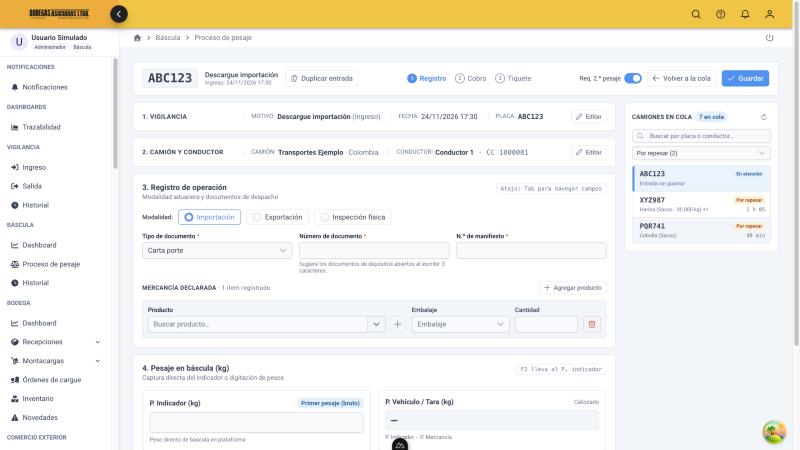 BODEGAS ASOCIADAS LTDA.
U
Usuario Simulado
Administrador
Báscula
NOTIFICACIONES
Notificaciones
DASHBOARDS
Trazabilidad
VIGILANCIA
Ingreso
Salida
Historial
BÁSCULA
Dashboard
Proceso de pesaje
Historial
BODEGA
Dashboard
Recepciones
Montacargas
Órdenes de cargue
Inventario
Novedades
COMERCIO EXTERIOR
Báscula
Proceso de pesaje
ABC123
Descargue importación
Ingreso: 24/11/2026 17:30
Duplicar entrada
1 Registro
2 Cobro
3 Tiquete
Req. 2.º pesaje
Volver a la cola
Guardar
1. VIGILANCIA
MOTIVO: Descargue importación (Ingreso)
FECHA: 24/11/2026 17:30
PLACA: ABC123
Editar
2. CAMIÓN Y CONDUCTOR
CAMIÓN: Transportes Ejemplo · Colombia
CONDUCTOR: Conductor 1 · CC 1000001
Editar
3. Registro de operación
Modalidad aduanera y documentos de despacho
Atajo: Tab para navegar campos
Modalidad:
Importación
Exportación
Inspección física
Tipo de documento *
Número de documento *
N.º de manifiesto *
Carta porte
Sugiere los documentos de depósitos abiertos al escribir 3 caracteres.
MERCANCÍA DECLARADA · 1 ítem registrado
Agregar producto
Producto
Embalaje
Cantidad
Buscar producto...
Embalaje
4. Pesaje en báscula (kg)
Captura directa del indicador o digitación de pesos
F2 lleva al P. indicador
P. Indicador (kg)
Primer pesaje (bruto)
Peso directo de báscula en plataforma
P. Vehículo / Tara (kg)
Calculado
—
P. Indicador − P. Mercancía
CAMIONES EN COLA
7 en cola
Buscar por placa o conductor...
Por repesar (2)
ABC123
En atención
Entrada sin guardar
XYZ987
Por repesar
Harina (Sacos) · 30.000 kg) +1
1 h 05
PQR741
Por repesar
Cebolla (Sacos)
48 min